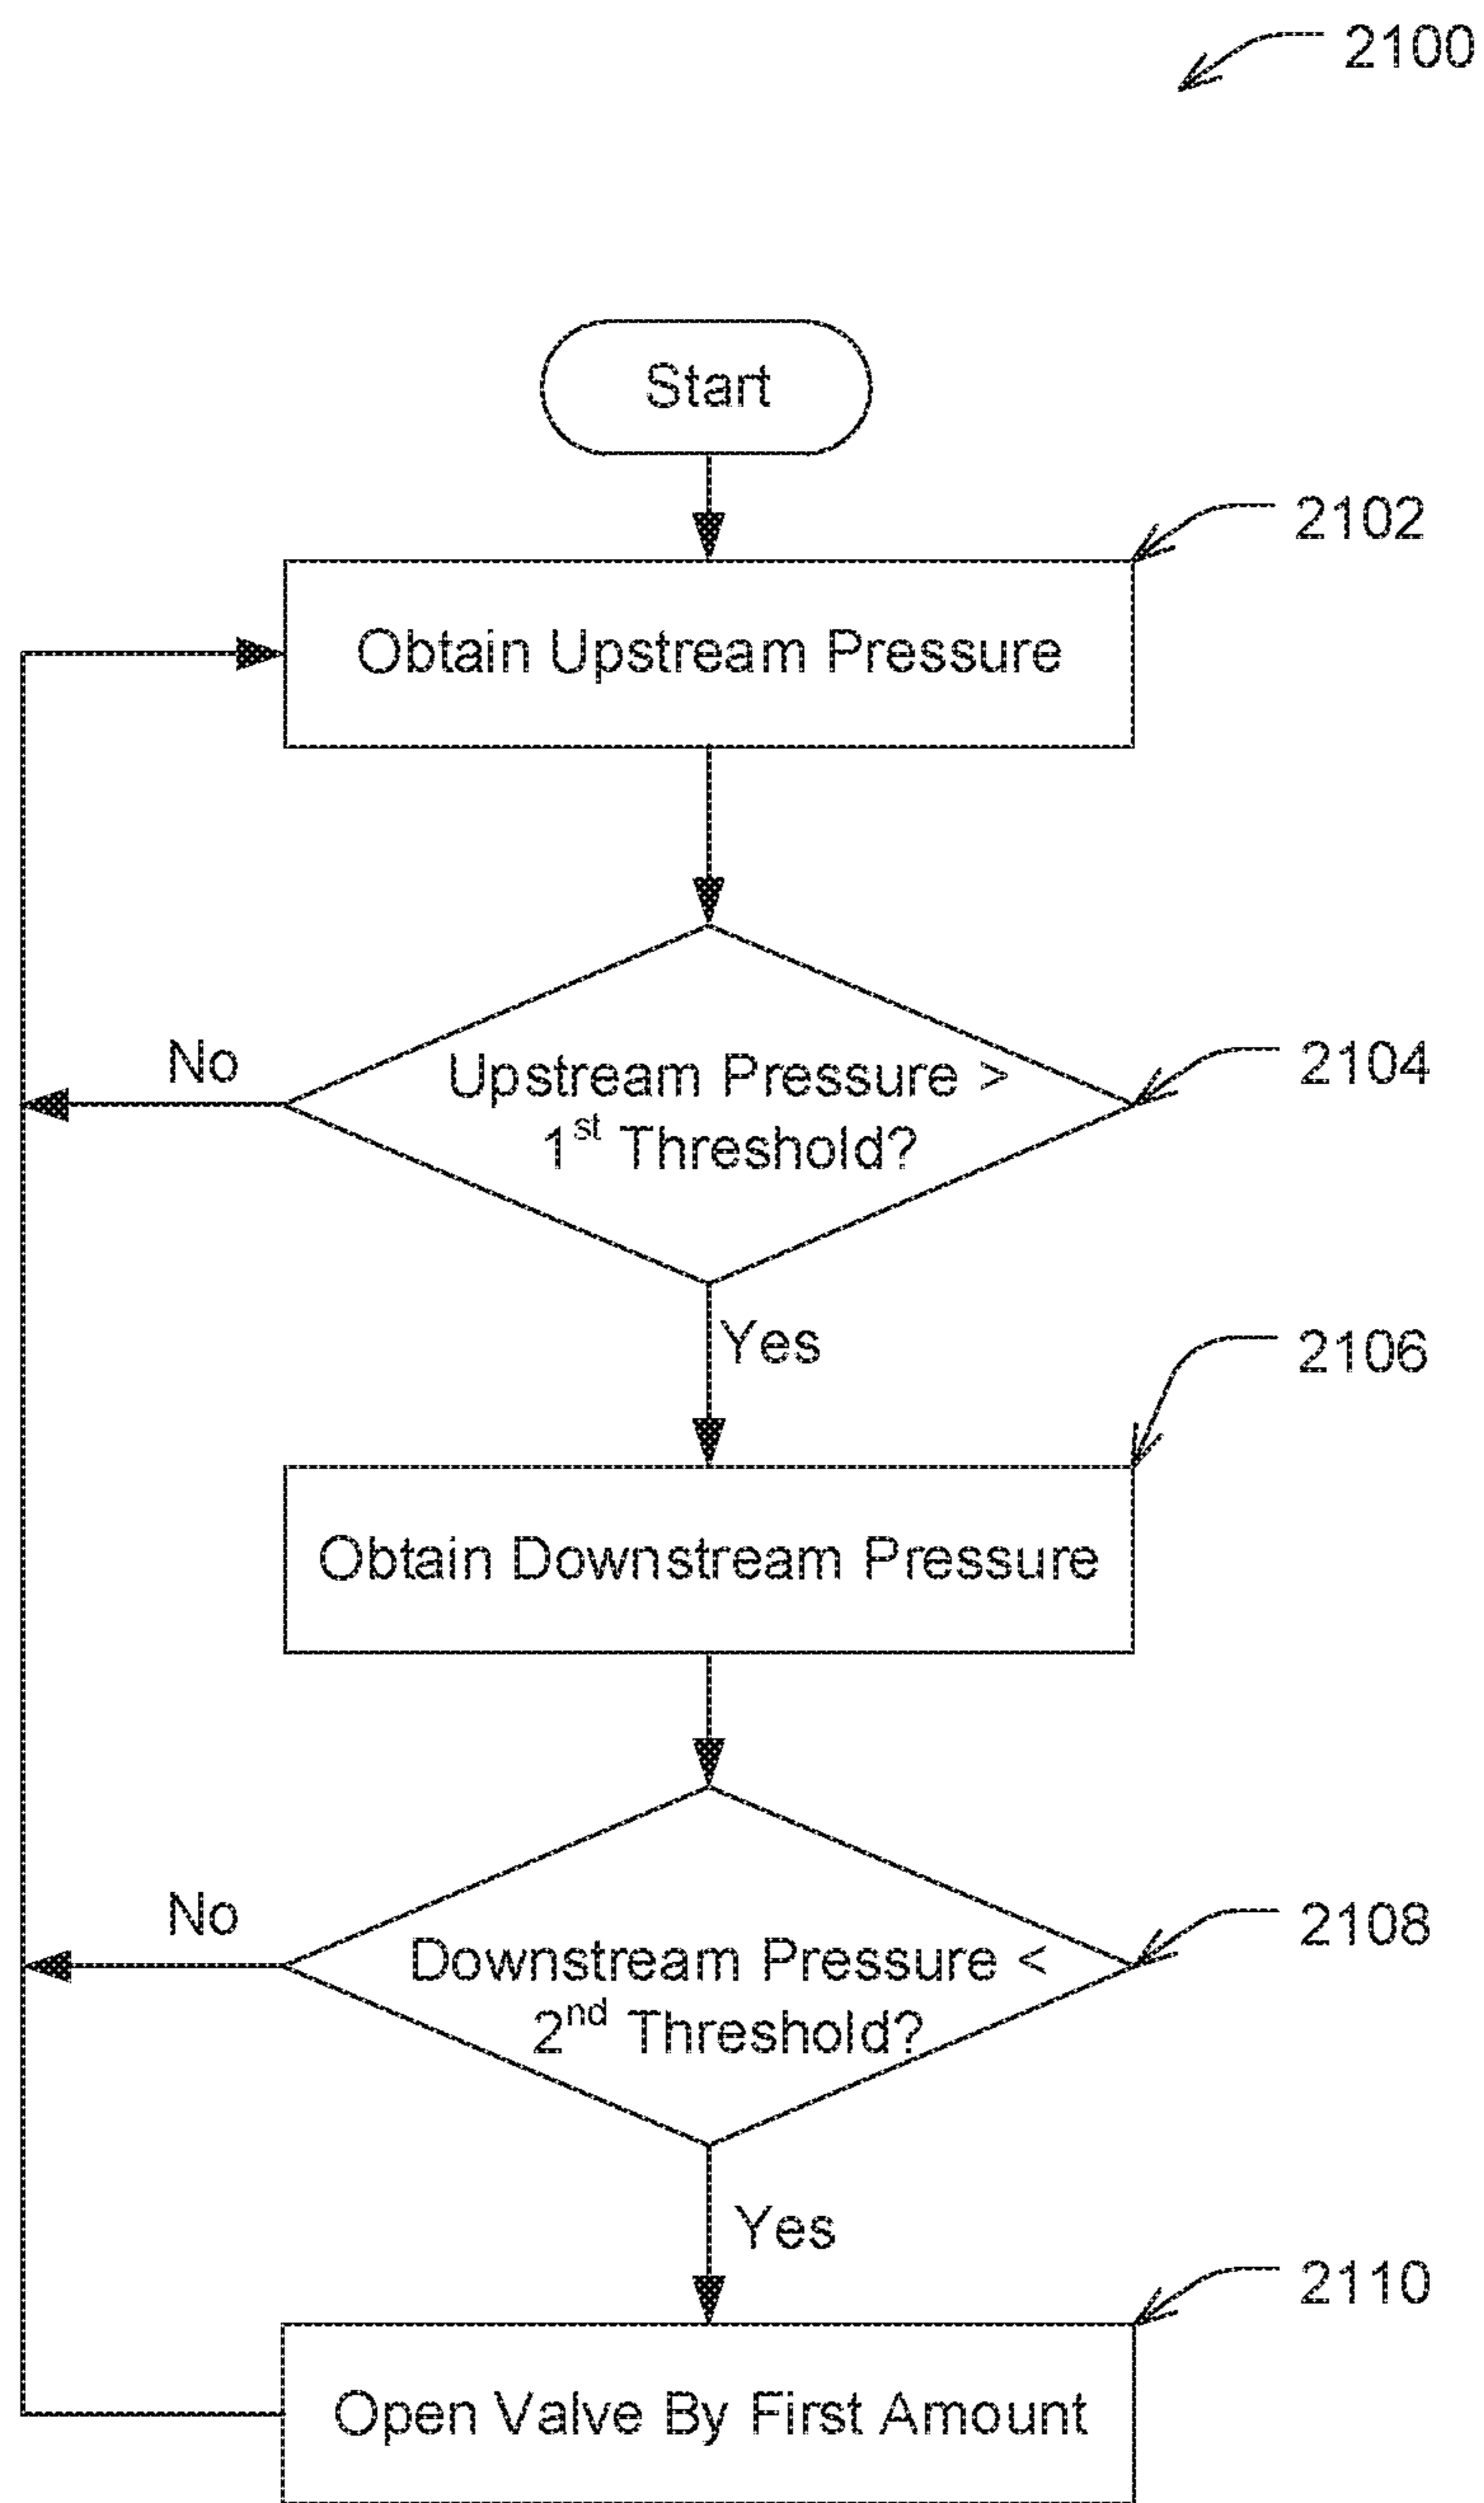 2100
Start
2102
Obtain Upstream Pressure
No
Upstream Pressure >
1st Threshold?
2104
Yes
2106
Obtain Downstream Pressure
No
Downstream Pressure <
2nd Threshold?
2108
Yes
2110
Open Valve By First Amount